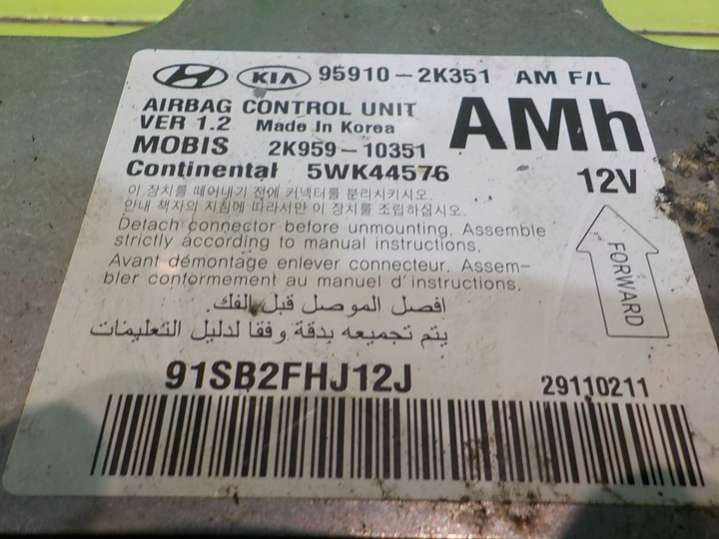 HYUNDAI KIA 95910-2K351 AM F/L
AIRBAG CONTROL UNIT
AMh
VER 1.2 Made In Korea
MOBIS 2K959-10351
Continental 5WK44576
12V
이 장치를 떼어내기 전에 커넥터를 분리시키시오.
안내 책자의 지침에 따라서만 이 장치를 조립하십시오.
Detach connector before unmounting. Assemble
strictly according to manual instructions.
Avant démontage enlever connecteur. Assem-
bler conformement au manuel d'instructions.
FORWARD
افصل الموصل قبل الفك.
يتم تجميعه بدقة وفقا لدليل التعليمات
91SB2FHJ12J
29110211